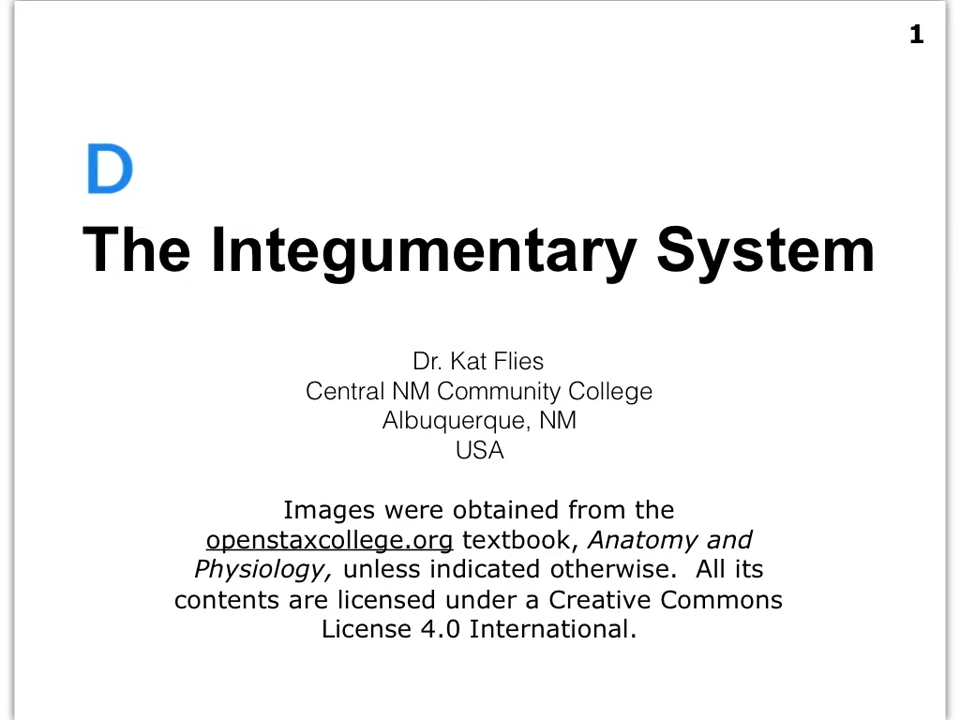 1
D
The Integumentary System
Dr. Kat Flies
Central NM Community College
Albuquerque, NM
USA
Images were obtained from the
openstaxcollege.org textbook, Anatomy and
Physiology, unless indicated otherwise.  All its
contents are licensed under a Creative Commons
License 4.0 International.